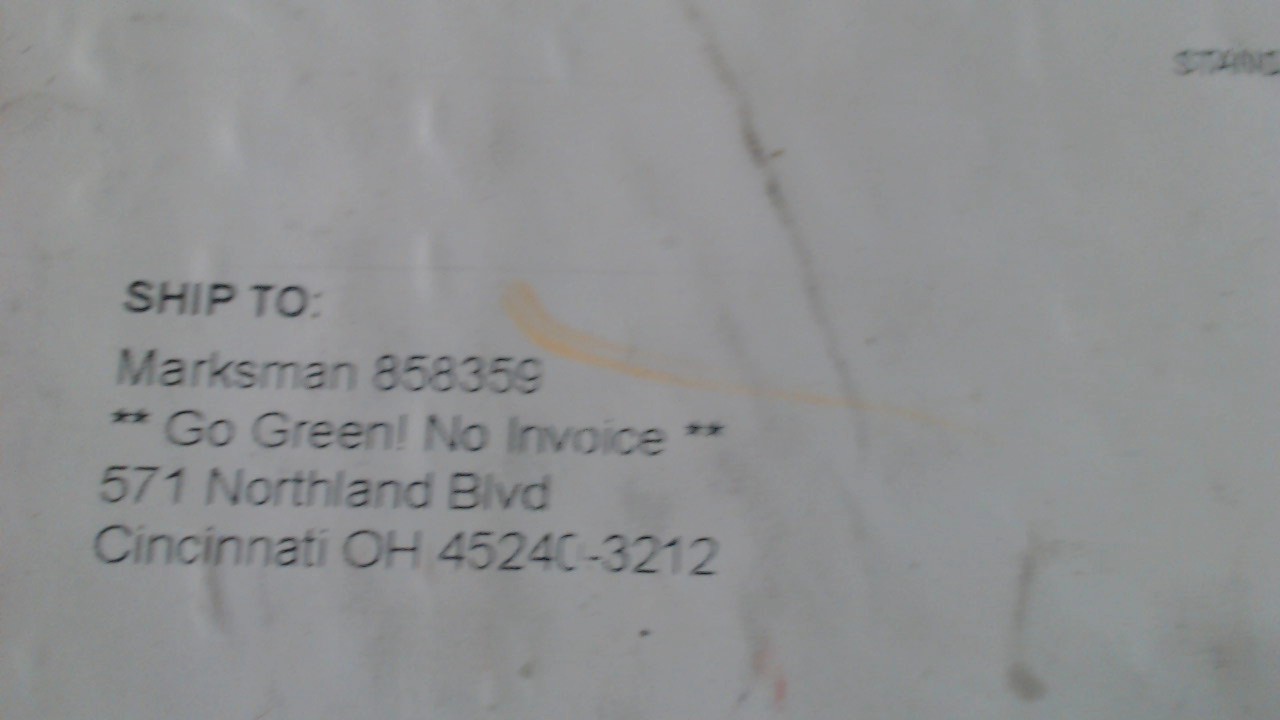 SHIP TO:
Marksman 858359
** Go Green! No Invoice **
571 Northland Blvd
Cincinnati OH 45240-3212